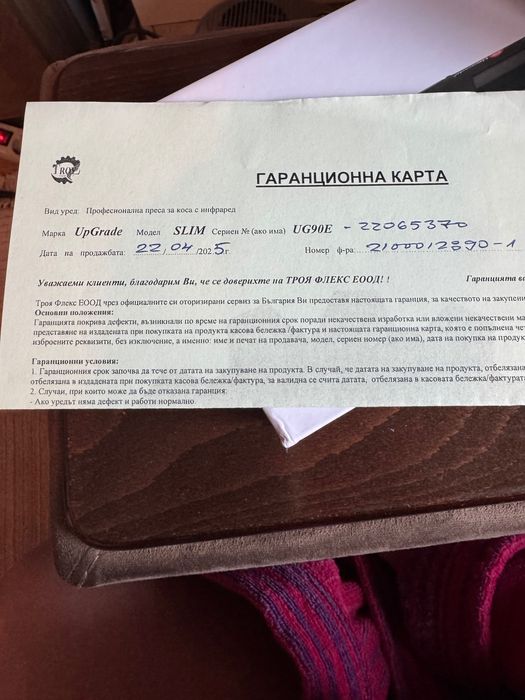 TROY
ГАРАНЦИОННА КАРТА
Вид уред: Професионална преса за коса с инфраред
Марка UpGrade Модел SLIM Сериен № (ако има) UG90E - 22065370
Дата на продажбата: 22/04/2025г. Номер ф-ра: 2100012890-1
Уважаеми клиенти, благодарим Ви, че се доверихте на ТРОЯ ФЛЕКС ЕООД! ! Гаранцията ва
Троя Флекс ЕООД чрез официалните си оторизирани сервиз за България Ви предоставя настоящата гаранция, за качеството на закупени
Основни положения:
Гаранцията покрива дефекти, възникнали по време на гаранционния срок поради некачествена изработка или вложени некачествени ма
представяне на издадената при покупката на продукта касова бележка /фактура и настоящата гаранционна карта, която е попълнена че
изброените реквизити, без изключение, а именно: име и печат на продавача, модел, сериен номер (ако има), дата на покупка на продук
Гаранционни условия:
1. Гаранционния срок започва да тече от датата на закупуване на продукта. В случай, че датата на закупуване на продукта, отбелязана
отбелязана в издадената при покупката касова бележка/фактура, за валидна се счита датата, отбелязана в касовата бележка/фактурат
2. Случаи, при които може да бъде отказана гаранция:
- Ако уредът няма дефект и работи нормално